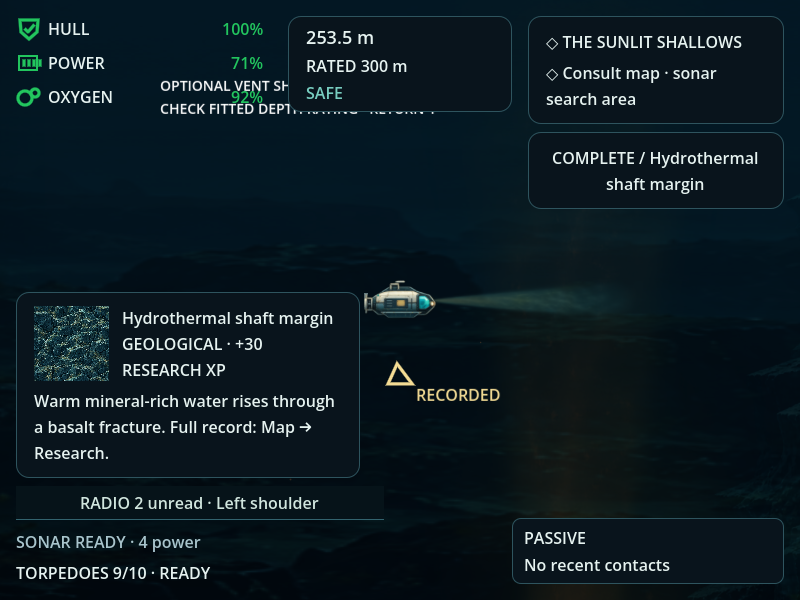 HULL 100%
POWER 71%
OXYGEN 92%
OPTIONAL VENT SH
CHECK FITTED DEPTH RATING · RETURN
253.5 m
RATED 300 m
SAFE
◇ THE SUNLIT SHALLOWS
◇ Consult map · sonar
search area
COMPLETE / Hydrothermal
shaft margin
Hydrothermal shaft margin
GEOLOGICAL · +30
RESEARCH XP
Warm mineral-rich water rises through
a basalt fracture. Full record: Map →
Research.
RECORDED
RADIO 2 unread · Left shoulder
SONAR READY · 4 power
TORPEDOES 9/10 · READY
PASSIVE
No recent contacts